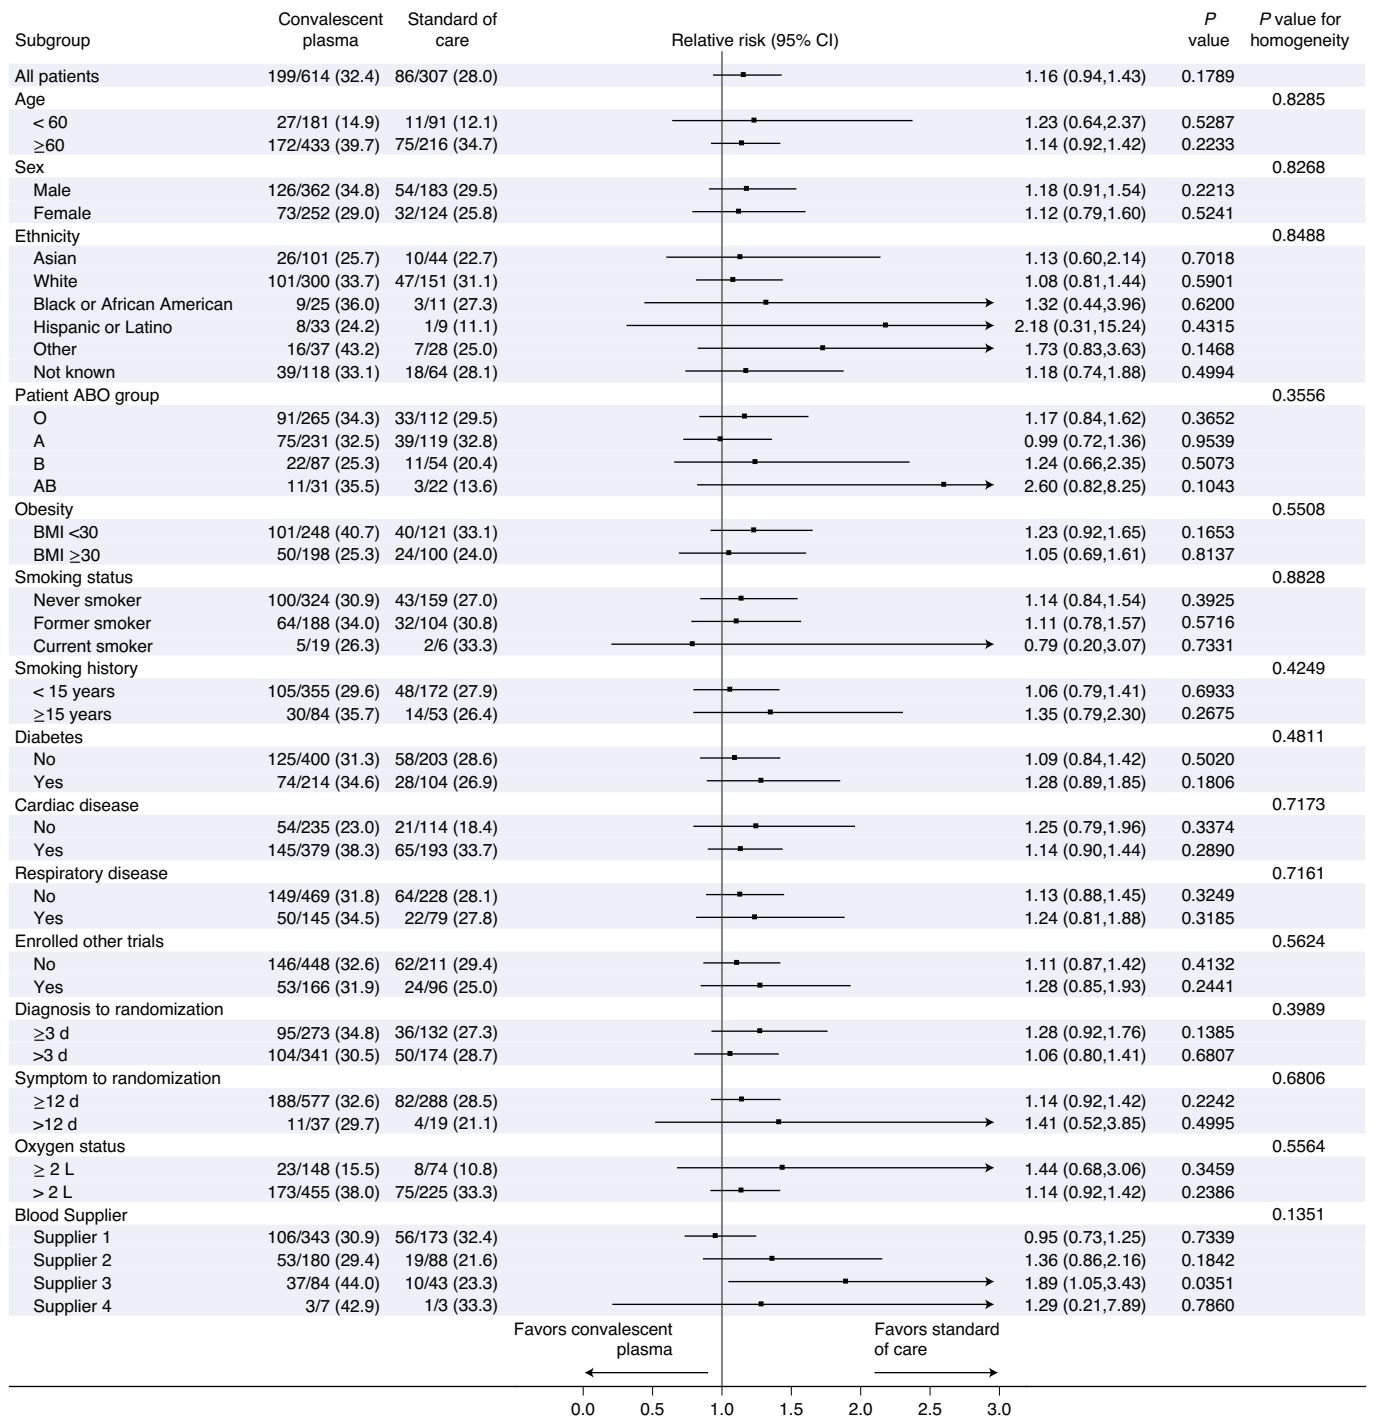 Subgroup Convalescent plasma Standard of care Relative risk (95% CI) P value P value for homogeneity
All patients 199/614 (32.4) 86/307 (28.0) 1.16 (0.94,1.43) 0.1789
Age 0.8285
< 60 27/181 (14.9) 11/91 (12.1) 1.23 (0.64,2.37) 0.5287
≥60 172/433 (39.7) 75/216 (34.7) 1.14 (0.92,1.42) 0.2233
Sex 0.8268
Male 126/362 (34.8) 54/183 (29.5) 1.18 (0.91,1.54) 0.2213
Female 73/252 (29.0) 32/124 (25.8) 1.12 (0.79,1.60) 0.5241
Ethnicity 0.8488
Asian 26/101 (25.7) 10/44 (22.7) 1.13 (0.60,2.14) 0.7018
White 101/300 (33.7) 47/151 (31.1) 1.08 (0.81,1.44) 0.5901
Black or African American 9/25 (36.0) 3/11 (27.3) 1.32 (0.44,3.96) 0.6200
Hispanic or Latino 8/33 (24.2) 1/9 (11.1) 2.18 (0.31,15.24) 0.4315
Other 16/37 (43.2) 7/28 (25.0) 1.73 (0.83,3.63) 0.1468
Not known 39/118 (33.1) 18/64 (28.1) 1.18 (0.74,1.88) 0.4994
Patient ABO group 0.3556
O 91/265 (34.3) 33/112 (29.5) 1.17 (0.84,1.62) 0.3652
A 75/231 (32.5) 39/119 (32.8) 0.99 (0.72,1.36) 0.9539
B 22/87 (25.3) 11/54 (20.4) 1.24 (0.66,2.35) 0.5073
AB 11/31 (35.5) 3/22 (13.6) 2.60 (0.82,8.25) 0.1043
Obesity 0.5508
BMI <30 101/248 (40.7) 40/121 (33.1) 1.23 (0.92,1.65) 0.1653
BMI ≥30 50/198 (25.3) 24/100 (24.0) 1.05 (0.69,1.61) 0.8137
Smoking status 0.8828
Never smoker 100/324 (30.9) 43/159 (27.0) 1.14 (0.84,1.54) 0.3925
Former smoker 64/188 (34.0) 32/104 (30.8) 1.11 (0.78,1.57) 0.5716
Current smoker 5/19 (26.3) 2/6 (33.3) 0.79 (0.20,3.07) 0.7331
Smoking history 0.4249
< 15 years 105/355 (29.6) 48/172 (27.9) 1.06 (0.79,1.41) 0.6933
≥15 years 30/84 (35.7) 14/53 (26.4) 1.35 (0.79,2.30) 0.2675
Diabetes 0.4811
No 125/400 (31.3) 58/203 (28.6) 1.09 (0.84,1.42) 0.5020
Yes 74/214 (34.6) 28/104 (26.9) 1.28 (0.89,1.85) 0.1806
Cardiac disease 0.7173
No 54/235 (23.0) 21/114 (18.4) 1.25 (0.79,1.96) 0.3374
Yes 145/379 (38.3) 65/193 (33.7) 1.14 (0.90,1.44) 0.2890
Respiratory disease 0.7161
No 149/469 (31.8) 64/228 (28.1) 1.13 (0.88,1.45) 0.3249
Yes 50/145 (34.5) 22/79 (27.8) 1.24 (0.81,1.88) 0.3185
Enrolled other trials 0.5624
No 146/448 (32.6) 62/211 (29.4) 1.11 (0.87,1.42) 0.4132
Yes 53/166 (31.9) 24/96 (25.0) 1.28 (0.85,1.93) 0.2441
Diagnosis to randomization 0.3989
≥3 d 95/273 (34.8) 36/132 (27.3) 1.28 (0.92,1.76) 0.1385
>3 d 104/341 (30.5) 50/174 (28.7) 1.06 (0.80,1.41) 0.6807
Symptom to randomization 0.6806
≥12 d 188/577 (32.6) 82/288 (28.5) 1.14 (0.92,1.42) 0.2242
>12 d 11/37 (29.7) 4/19 (21.1) 1.41 (0.52,3.85) 0.4995
Oxygen status 0.5564
≥ 2 L 23/148 (15.5) 8/74 (10.8) 1.44 (0.68,3.06) 0.3459
> 2 L 173/455 (38.0) 75/225 (33.3) 1.14 (0.92,1.42) 0.2386
Blood Supplier 0.1351
Supplier 1 106/343 (30.9) 56/173 (32.4) 0.95 (0.73,1.25) 0.7339
Supplier 2 53/180 (29.4) 19/88 (21.6) 1.36 (0.86,2.16) 0.1842
Supplier 3 37/84 (44.0) 10/43 (23.3) 1.89 (1.05,3.43) 0.0351
Supplier 4 3/7 (42.9) 1/3 (33.3) 1.29 (0.21,7.89) 0.7860
Favors convalescent
plasma
Favors standard
of care
0.0 0.5 1.0 1.5 2.0 2.5 3.0